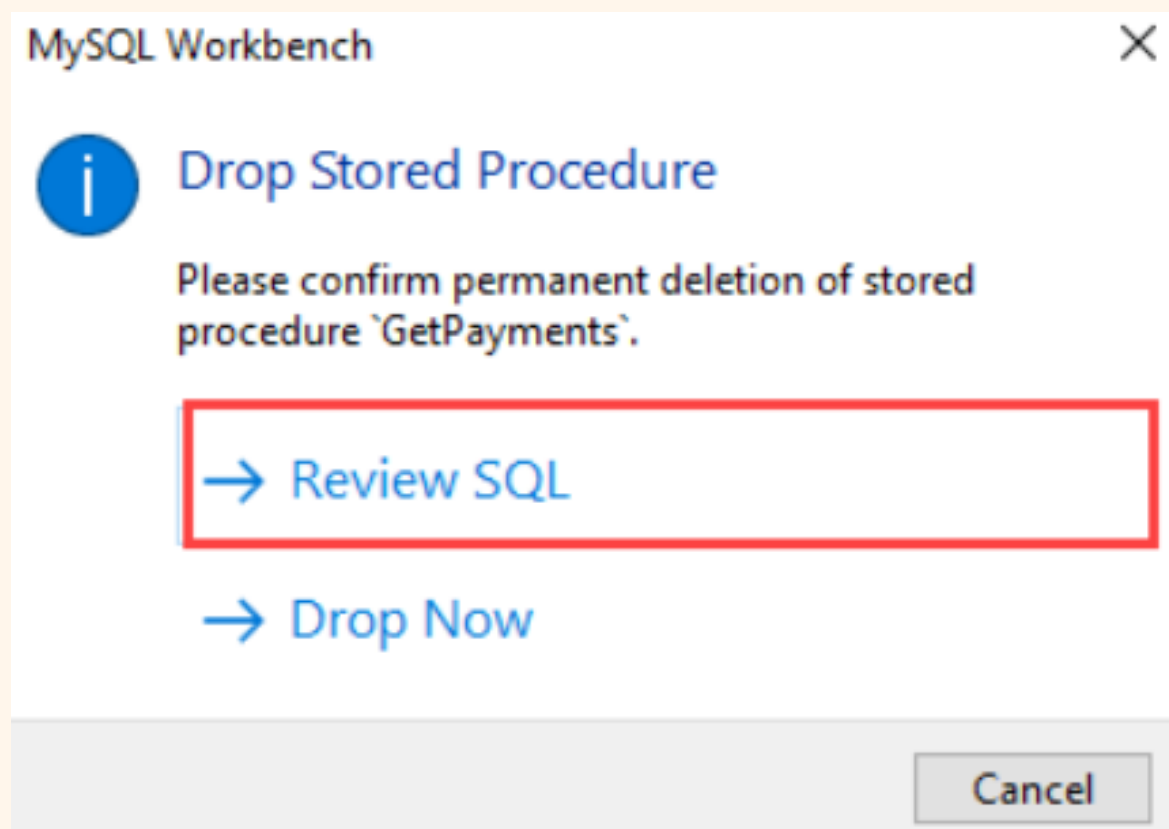 MySQL Workbench
i
Drop Stored Procedure
Please confirm permanent deletion of stored
procedure `GetPayments`.
→ Review SQL
→ Drop Now
Cancel